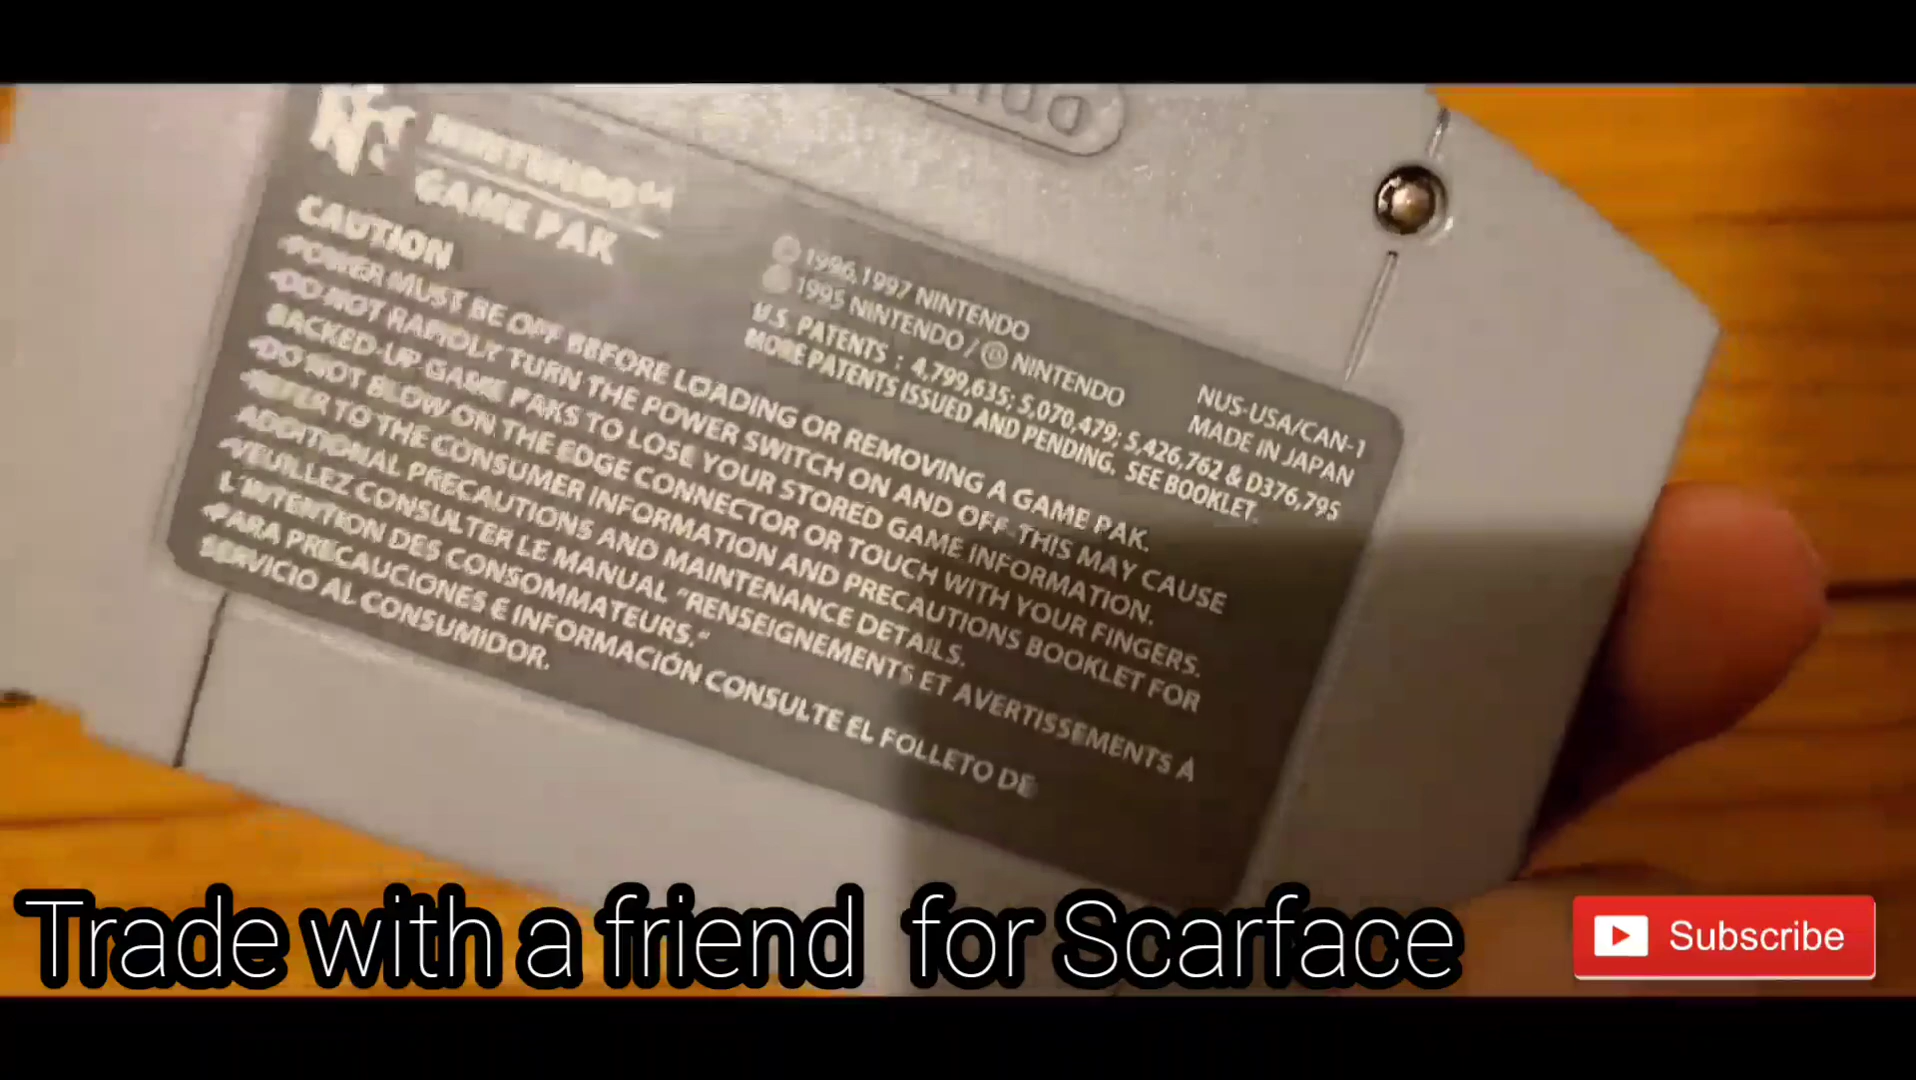 NINTENDO64
GAME PAK
CAUTION
•POWER MUST BE OFF BEFORE LOADING OR REMOVING A GAME PAK.
•DO NOT RAPIDLY TURN THE POWER SWITCH ON AND OFF. THIS MAY CAUSE
BACKED-UP GAME PAKS TO LOSE YOUR STORED GAME INFORMATION.
•DO NOT BLOW ON THE EDGE CONNECTOR OR TOUCH WITH YOUR FINGERS.
•REFER TO THE CONSUMER INFORMATION AND PRECAUTIONS BOOKLET FOR
ADDITIONAL PRECAUTIONS AND MAINTENANCE DETAILS.
•VEUILLEZ CONSULTER LE MANUAL "RENSEIGNEMENTS ET AVERTISSEMENTS A
L'INTENTION DES CONSOMMATEURS."
•PARA PRECAUCIONES E INFORMACIÓN CONSULTE EL FOLLETO DE
SERVICIO AL CONSUMIDOR.
© 1996, 1997 NINTENDO
1995 NINTENDO / Ⓓ NINTENDO
U.S. PATENTS : 4,799,635; 5,070,479; 5,426,762 & D376,795
MORE PATENTS ISSUED AND PENDING. SEE BOOKLET.
NUS-USA/CAN-1
MADE IN JAPAN
Trade with a friend for Scarface
Subscribe